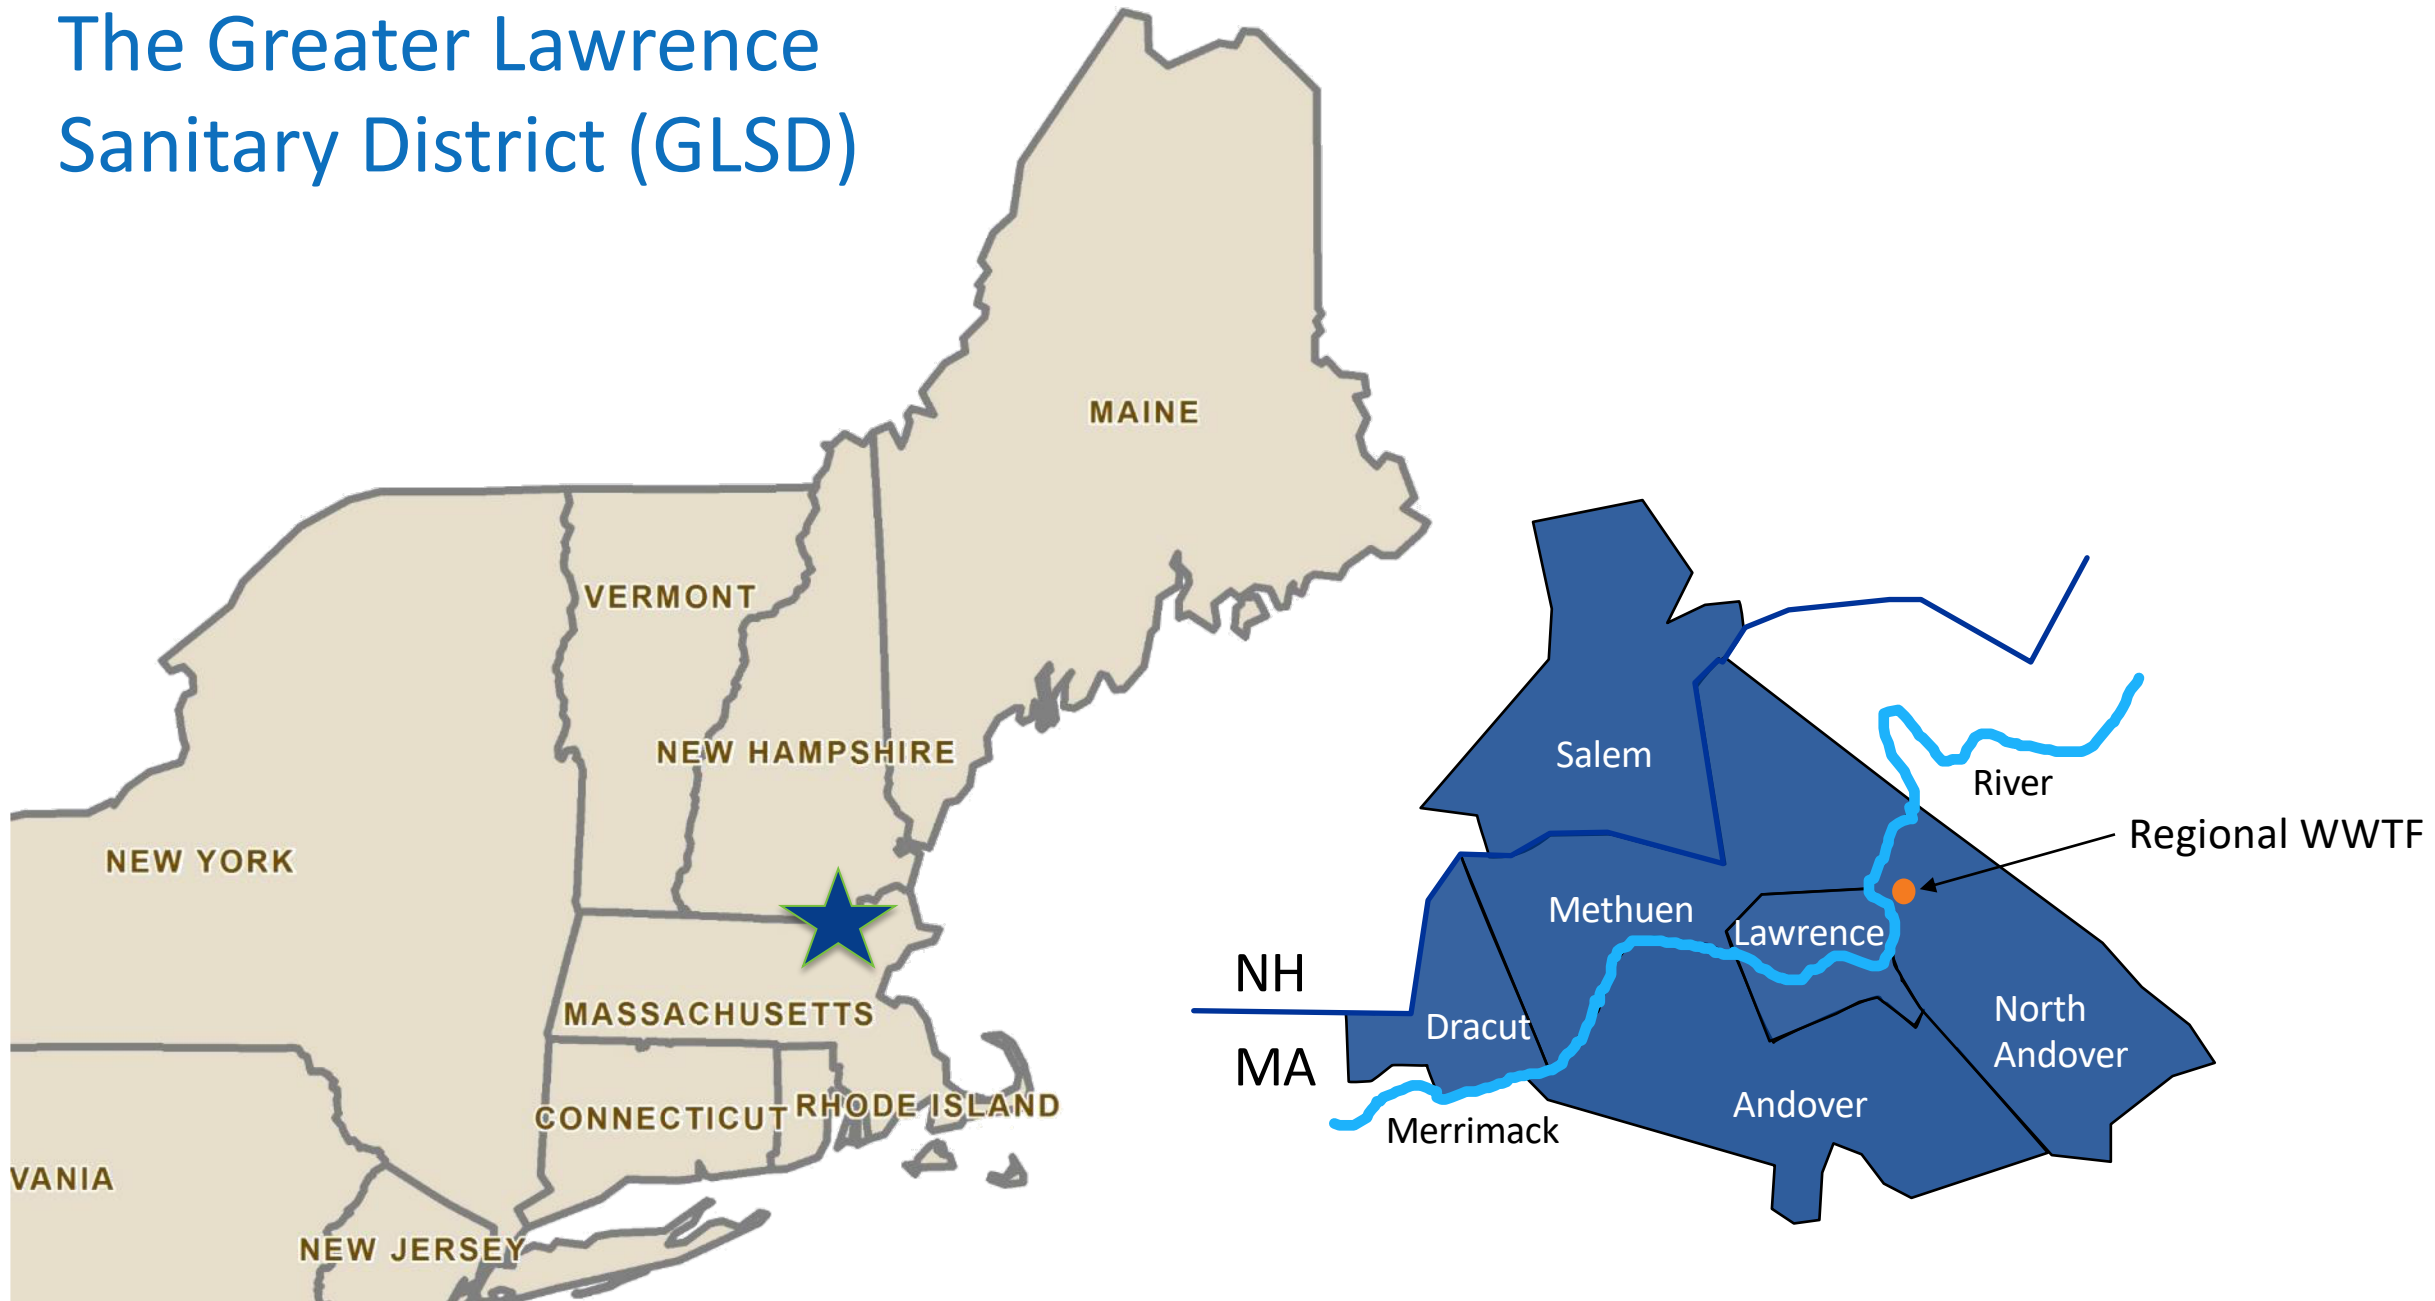 The Greater Lawrence
Sanitary District (GLSD)
MAINE
VERMONT
NEW HAMPSHIRE
NEW YORK
MASSACHUSETTS
CONNECTICUT
RHODE ISLAND
VANIA
NEW JERSEY
Salem
River
Regional WWTF
Methuen
Lawrence
NH
North
Andover
Dracut
MA
Andover
Merrimack